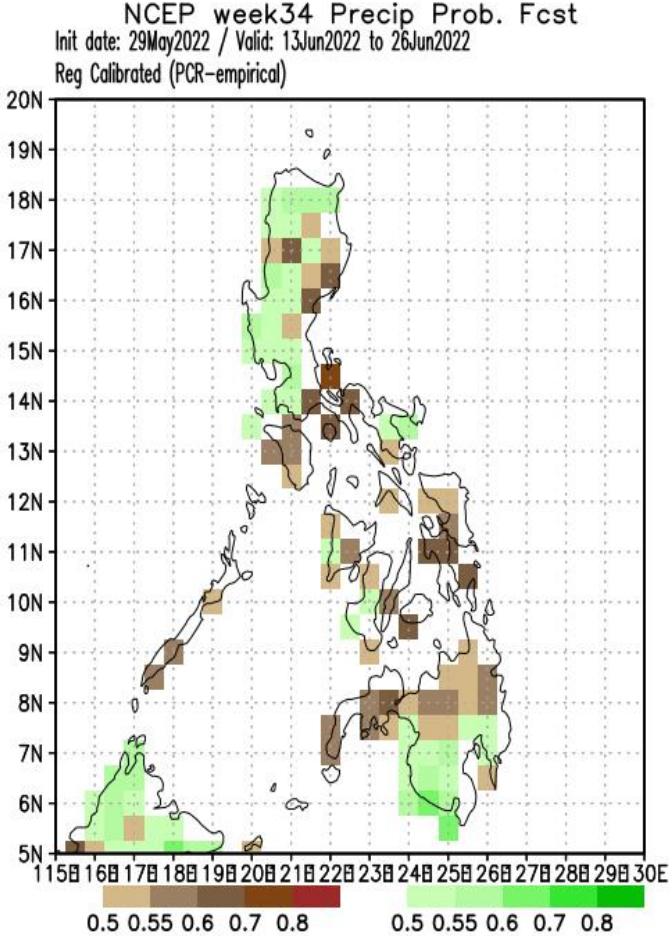 NCEP week34 Precip Prob. Fcst
Init date: 29May2022 / Valid: 13Jun2022 to 26Jun2022
Reg Calibrated (PCR-empirical)
20N
19N
18N
17N
16N
15N
14N
13N
12N
11N
10N
9N
8N
7N
6N
5N
115E 116E 117E 118E 119E 120E 121E 122E 123E 124E 125E 126E 127E 128E 129E 130E
0.5 0.55 0.6 0.7 0.8 0.5 0.55 0.6 0.7 0.8